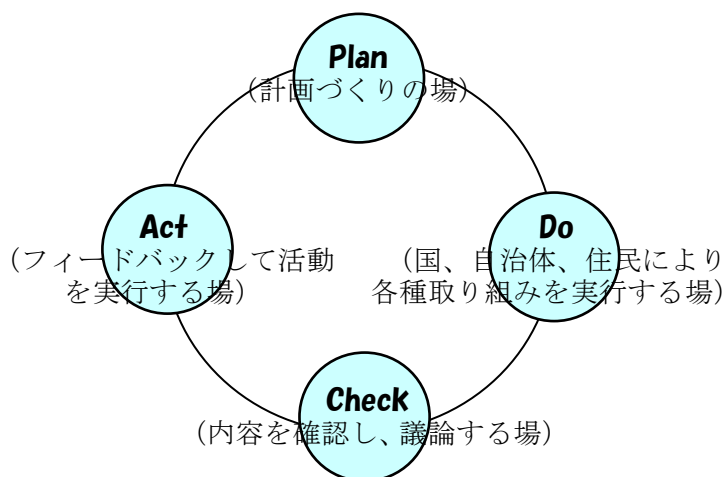 Plan
(計画づくりの場)
Act
(フィードバックして活動
を実行する場)
Do
(国、自治体、住民により
各種取り組みを実行する場)
Check
(内容を確認し、議論する場)